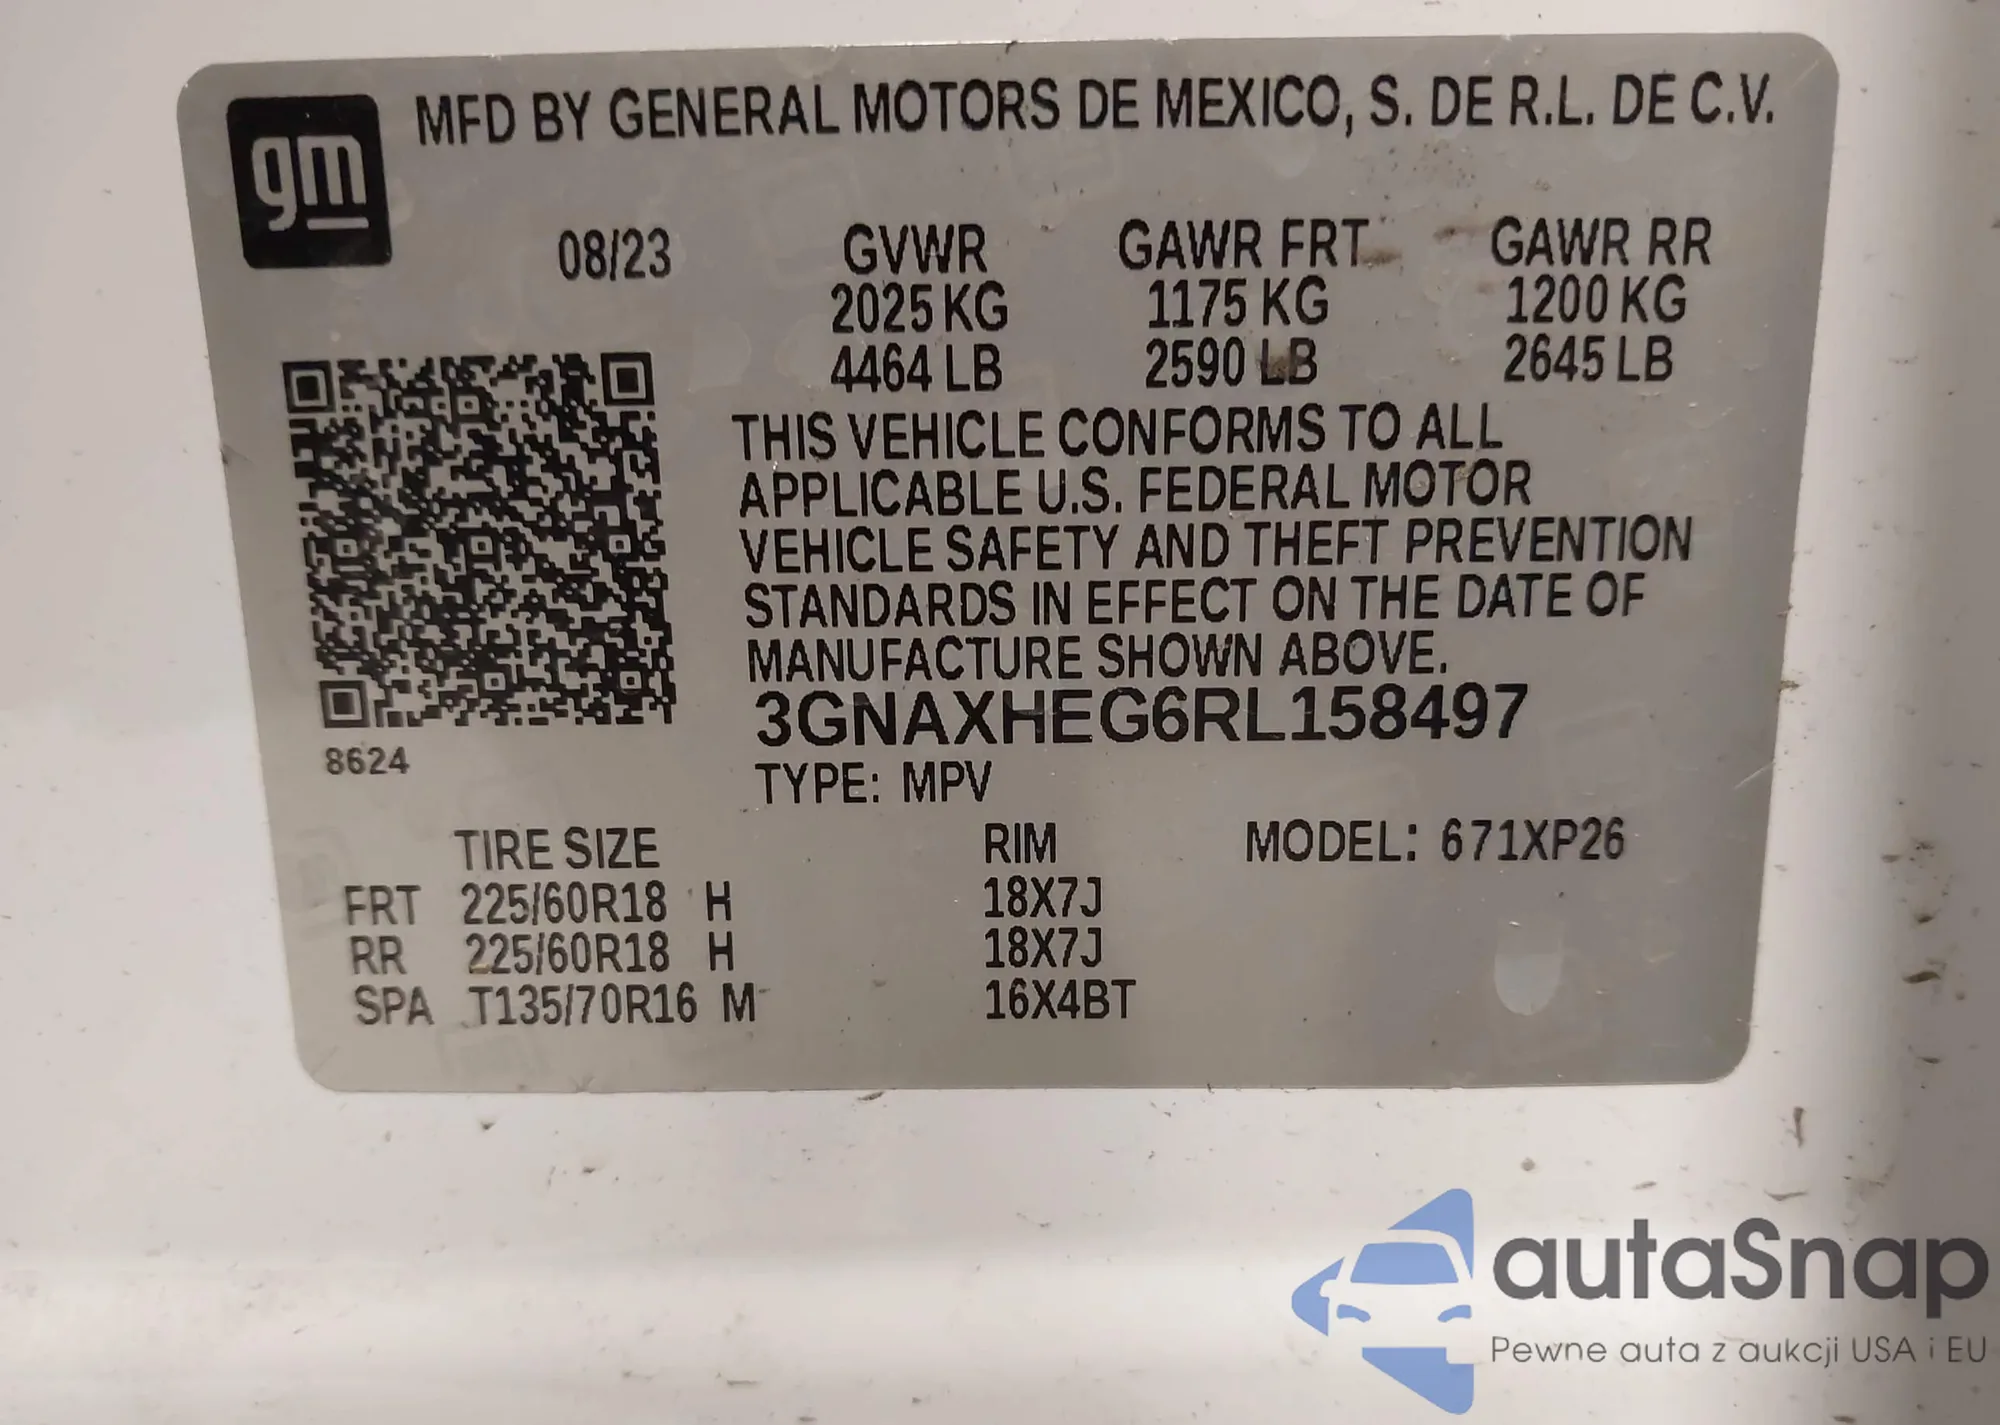 gm
MFD BY GENERAL MOTORS DE MEXICO, S. DE R.L. DE C.V.
08/23 GVWR GAWR FRT GAWR RR
2025 KG 1175 KG 1200 KG
4464 LB 2590 LB 2645 LB
THIS VEHICLE CONFORMS TO ALL
APPLICABLE U.S. FEDERAL MOTOR
VEHICLE SAFETY AND THEFT PREVENTION
STANDARDS IN EFFECT ON THE DATE OF
MANUFACTURE SHOWN ABOVE.
3GNAXHEG6RL158497
8624
TYPE: MPV
TIRE SIZE RIM MODEL: 671XP26
FRT 225/60R18 H 18X7J
RR 225/60R18 H 18X7J
SPA T135/70R16 M 16X4BT
autaSnap
Pewne auta z aukcji USA i EU